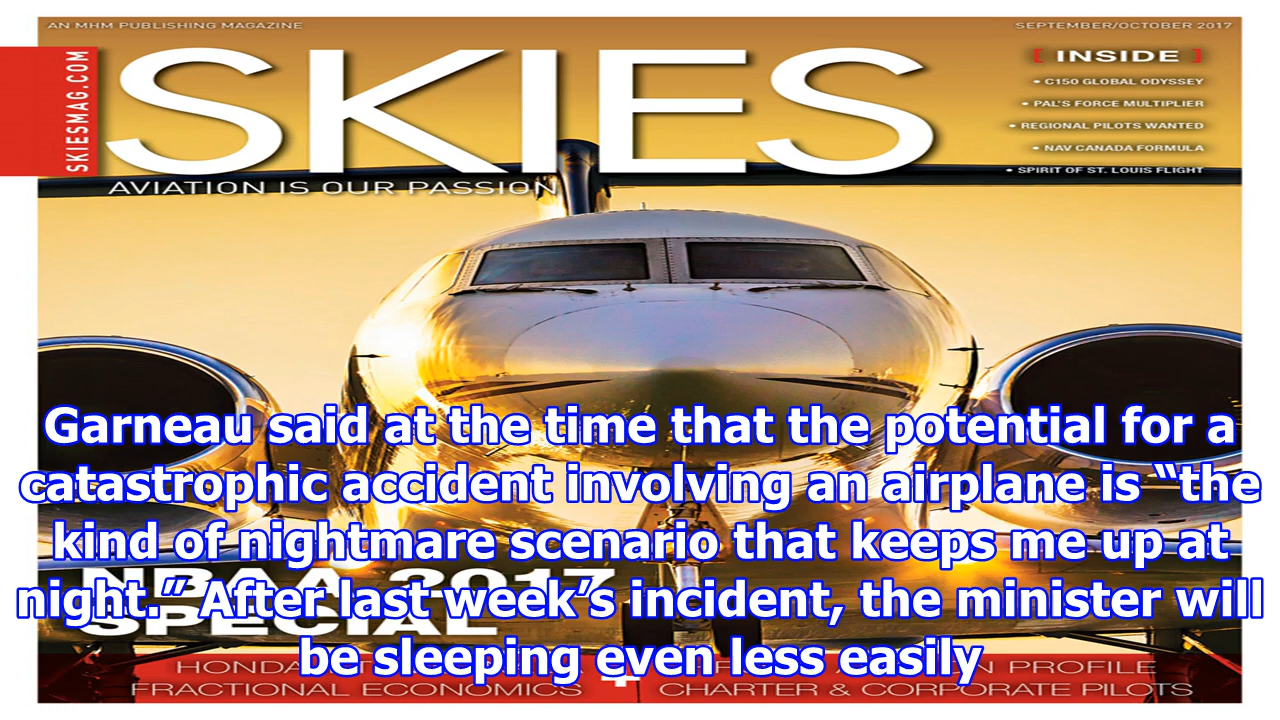 AN MHM PUBLISHING MAGAZINE
SEPTEMBER/OCTOBER 2017
SKIESMAG.COM
SKIES
AVIATION IS OUR PASSION
[ INSIDE ]
• C150 GLOBAL ODYSSEY
• PAL'S FORCE MULTIPLIER
• REGIONAL PILOTS WANTED
• NAV CANADA FORMULA
• SPIRIT OF ST. LOUIS FLIGHT
Garneau said at the time that the potential for a
catastrophic accident involving an airplane is “the
kind of nightmare scenario that keeps me up at
night.” After last week’s incident, the minister will
be sleeping even less easily
NBAA 2017
SPECIAL
HONDA
FRACTIONAL ECONOMICS
+
PROFILE
CHARTER & CORPORATE PILOTS